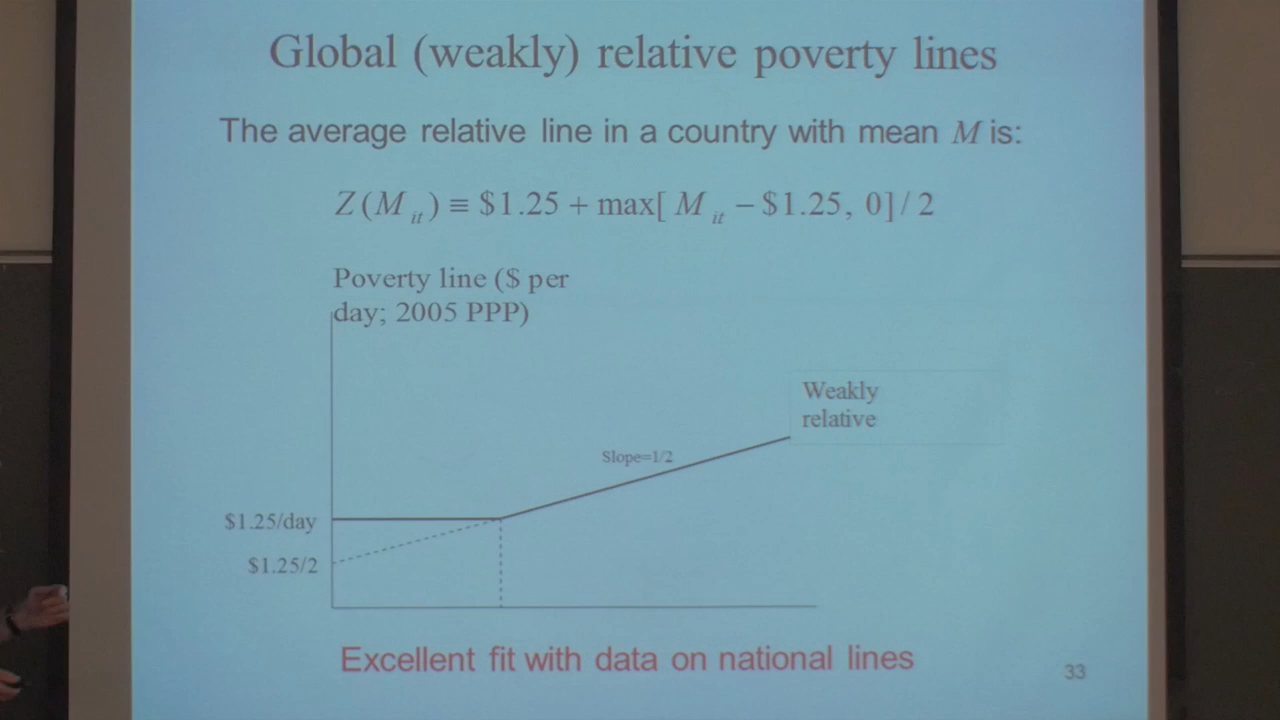 Global (weakly) relative poverty lines
The average relative line in a country with mean M is:
Z(M it) ≡ $1.25 + max[ M it − $1.25, 0] / 2
Poverty line ($ per
day; 2005 PPP)
Weakly
relative
Slope=1/2
$1.25/day
$1.25/2
Excellent fit with data on national lines
33